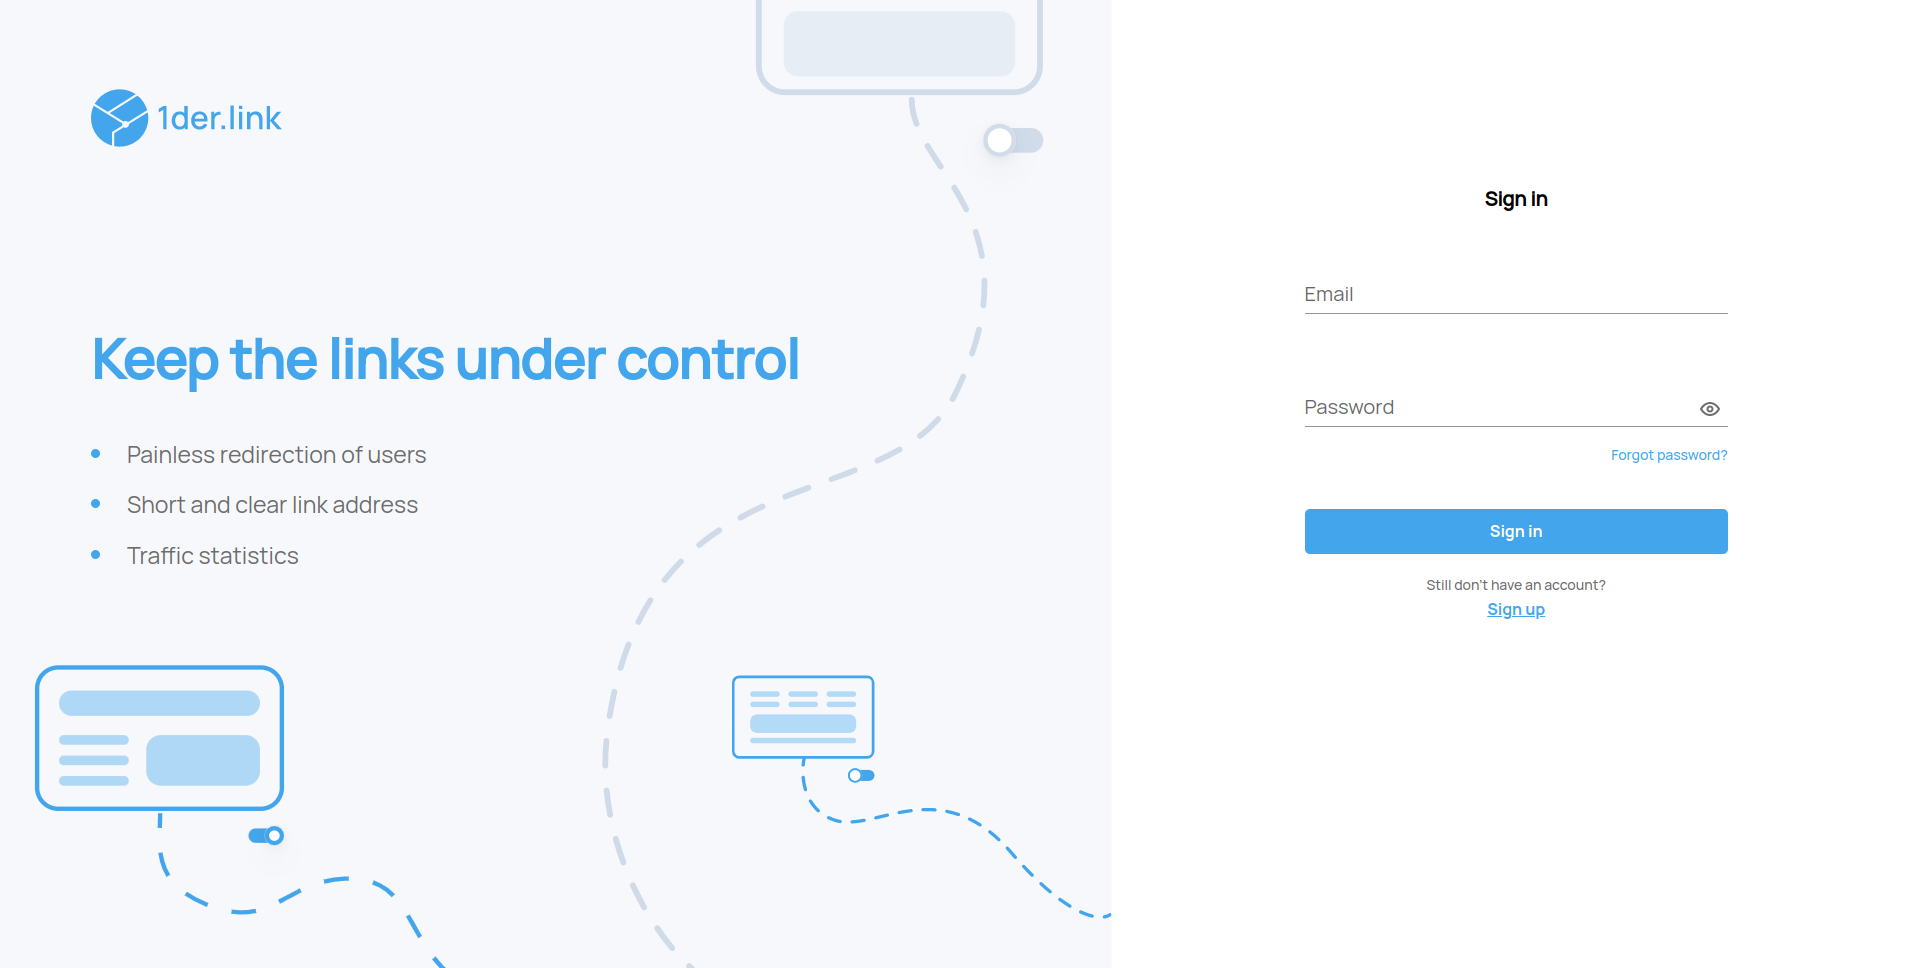 1der.link
Keep the links under control
Painless redirection of users
Short and clear link address
Traffic statistics
Sign in
Email
Password
Forgot password?
Sign in
Still don't have an account?
Sign up